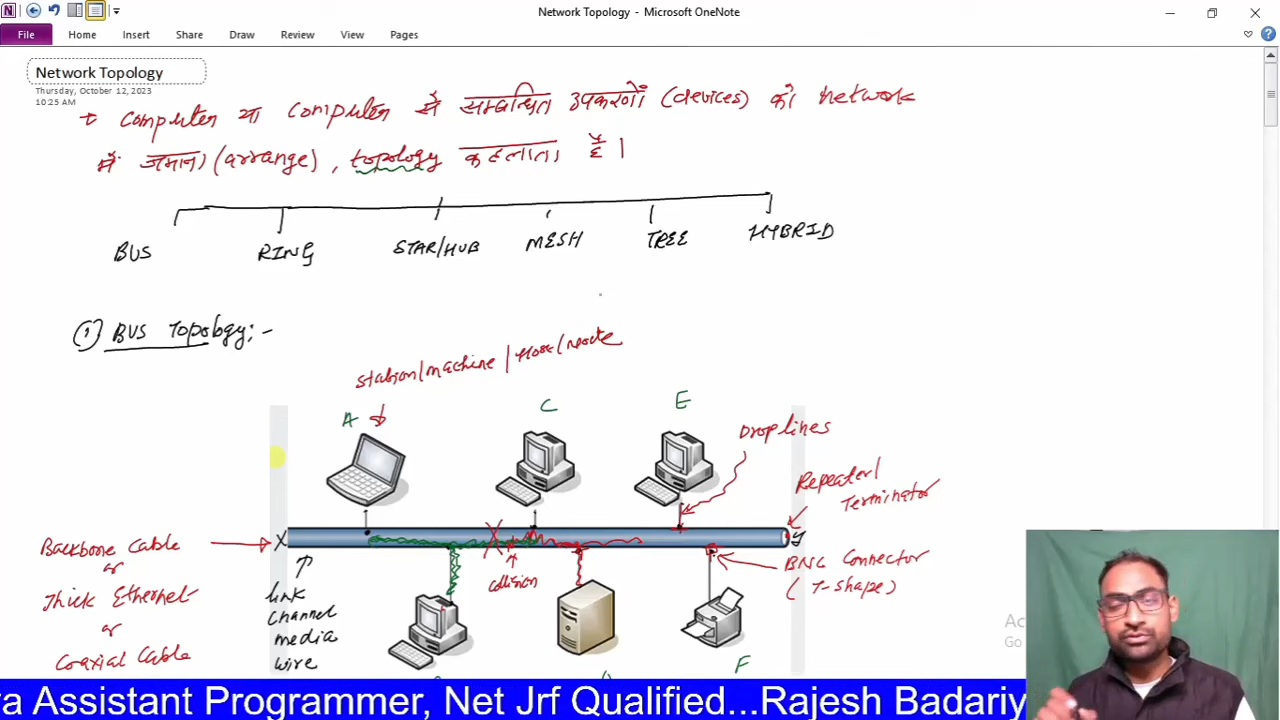 Network Topology - Microsoft OneNote
File Home Insert Share Draw Review View Pages
Network Topology
Thursday, October 12, 2023
10:25 AM
Computer या computer से सम्बन्धित उपकरणों (devices) को network
में जमाना (arrange), topology कहलाता है।
BUS RING STAR/HUB MESH TREE HYBRID
① BUS Topology:-
Station/machine/Host/node
A C E
Droplines
Repeater/
Terminator
X
Y
Backbone Cable
or
Thick Ethernet
or
Coaxial Cable
link
channel
media
wire
collision
BNC Connector
(T-shape)
F
Ac
Go
va Assistant Programmer, Net Jrf Qualified...Rajesh Badariy